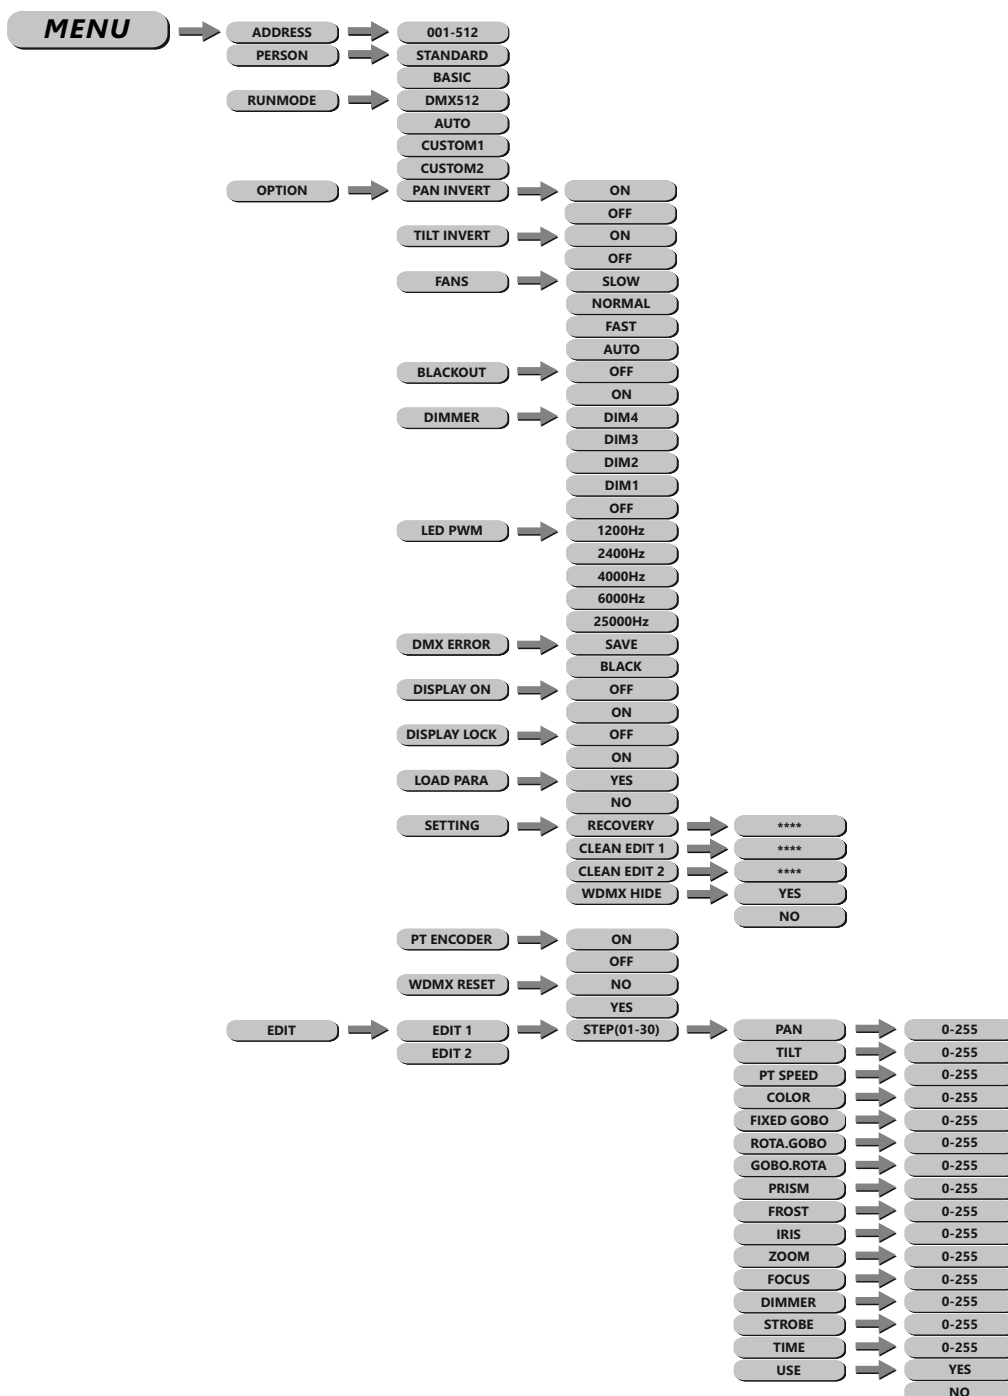 MENU
ADDRESS 001-512
PERSON STANDARD
BASIC
RUNMODE DMX512
AUTO
CUSTOM1
CUSTOM2
OPTION PAN INVERT ON
OFF
TILT INVERT ON
OFF
FANS SLOW
NORMAL
FAST
AUTO
BLACKOUT OFF
ON
DIMMER DIM4
DIM3
DIM2
DIM1
OFF
LED PWM 1200Hz
2400Hz
4000Hz
6000Hz
25000Hz
DMX ERROR SAVE
BLACK
DISPLAY ON OFF
ON
DISPLAY LOCK OFF
ON
LOAD PARA YES
NO
SETTING RECOVERY ****
CLEAN EDIT 1 ****
CLEAN EDIT 2 ****
WDMX HIDE YES
NO
PT ENCODER ON
OFF
WDMX RESET NO
YES
EDIT EDIT 1 STEP(01-30) PAN 0-255
EDIT 2 TILT 0-255
PT SPEED 0-255
COLOR 0-255
FIXED GOBO 0-255
ROTA.GOBO 0-255
GOBO.ROTA 0-255
PRISM 0-255
FROST 0-255
IRIS 0-255
ZOOM 0-255
FOCUS 0-255
DIMMER 0-255
STROBE 0-255
TIME 0-255
USE YES
NO